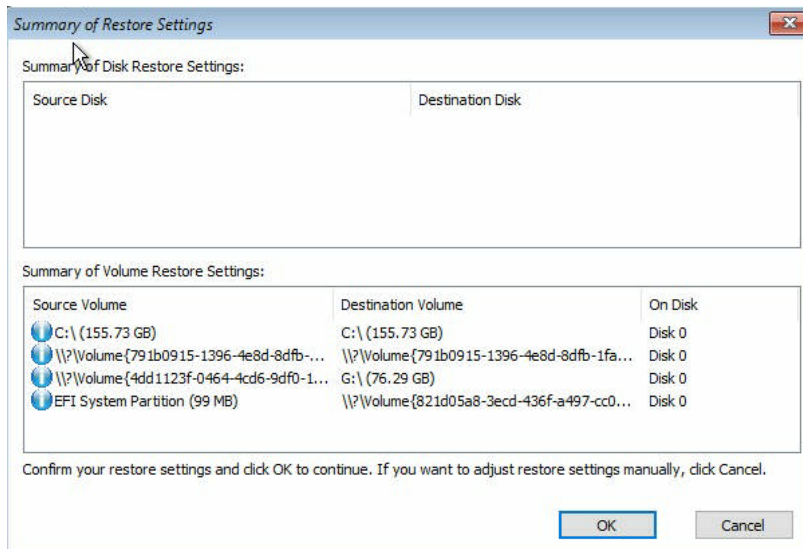 Summary of Restore Settings
Summary of Disk Restore Settings:
Source Disk Destination Disk
Summary of Volume Restore Settings:
Source Volume Destination Volume On Disk
C:\ (155.73 GB) C:\ (155.73 GB) Disk 0
\\?\Volume{791b0915-1396-4e8d-8dfb-... \\?\Volume{791b0915-1396-4e8d-8dfb-1fa... Disk 0
\\?\Volume{4dd1123f-0464-4cd6-9df0-1... G:\ (76.29 GB) Disk 0
EFI System Partition (99 MB) \\?\Volume{821d05a8-3ecd-436f-a497-cc0... Disk 0
Confirm your restore settings and click OK to continue. If you want to adjust restore settings manually, click Cancel.
OK Cancel